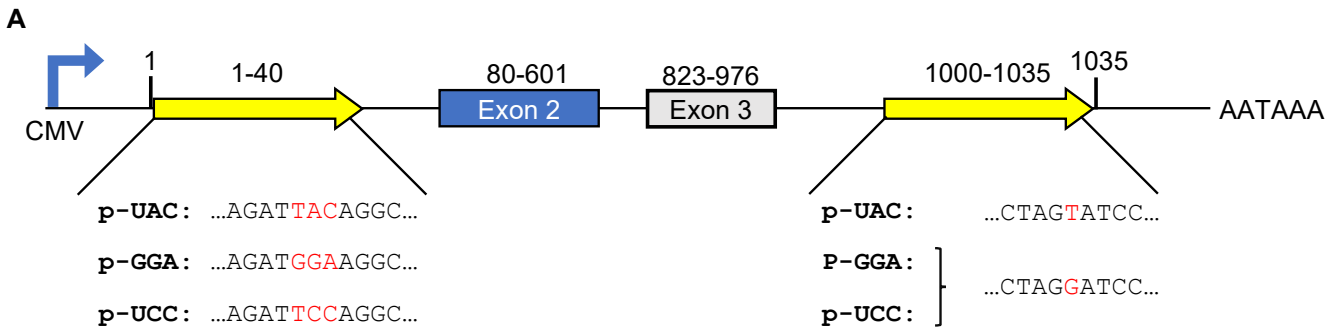 A
1 1-40 80-601 823-976 1000-1035 1035
CMV Exon 2 Exon 3 AATAAA
p-UAC: ...AGATTACAGGC... p-UAC: ...CTAGTATCC...
p-GGA: ...AGATGGAAGGC... P-GGA:
...CTAGGATCC...
p-UCC: ...AGATTCCAGGC... p-UCC: